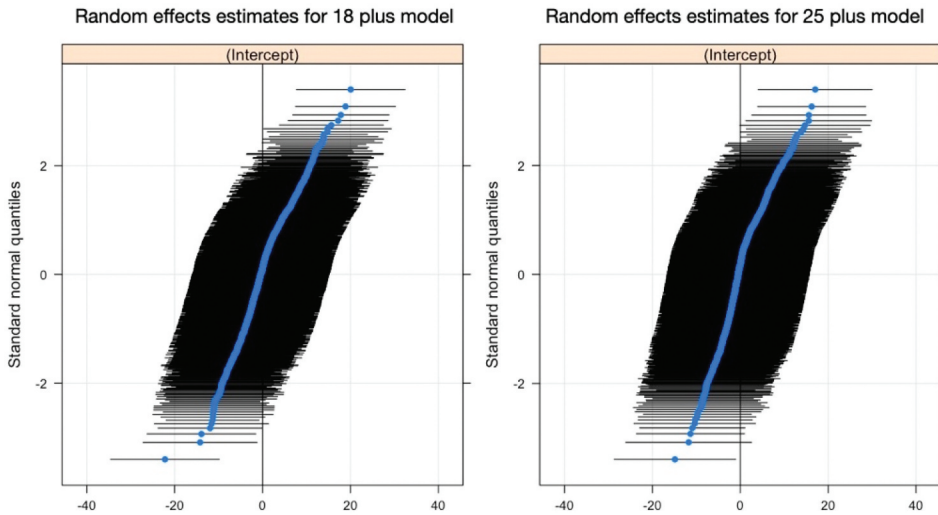 Random effects estimates for 18 plus model
(Intercept)
Standard normal quantiles
2
0
-2
-40 -20 0 20 40
Random effects estimates for 25 plus model
(Intercept)
Standard normal quantiles
2
0
-2
-40 -20 0 20 40